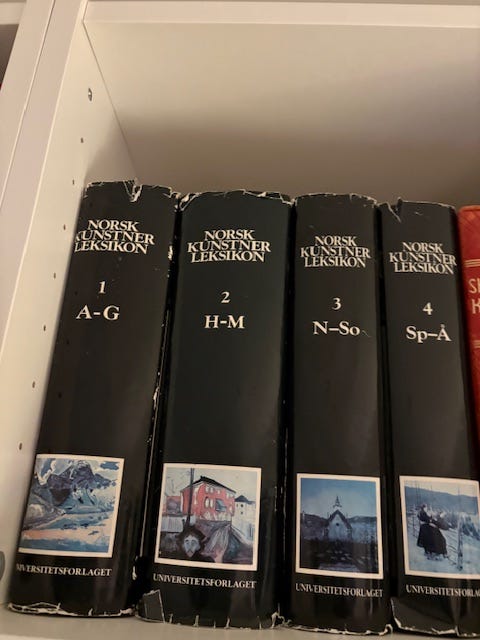 NORSK
KUNSTNER
LEKSIKON
1
A-G
UNIVERSITETSFORLAGET
NORSK
KUNSTNER
LEKSIKON
2
H-M
UNIVERSITETSFORLAGET
NORSK
KUNSTNER
LEKSIKON
3
N-So
UNIVERSITETSFORLAGET
NORSK
KUNSTNER
LEKSIKON
4
Sp-Å